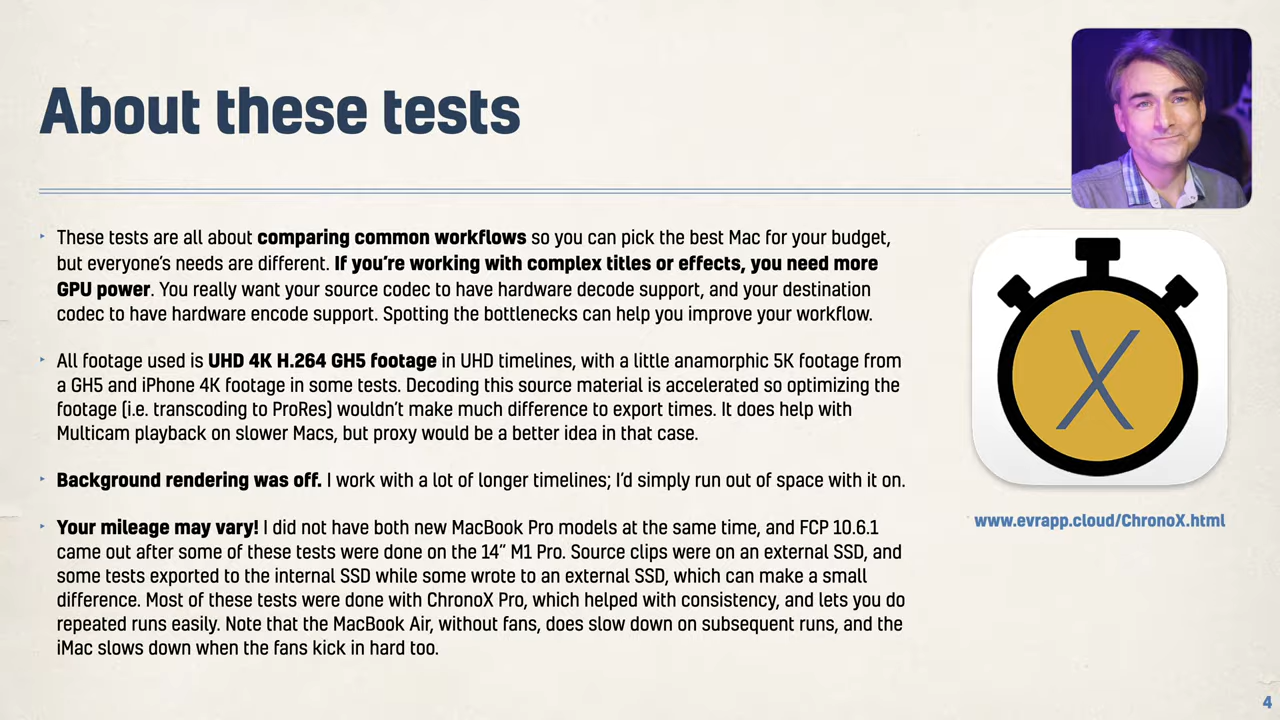 About these tests
These tests are all about comparing common workflows so you can pick the best Mac for your budget,
but everyone's needs are different. If you're working with complex titles or effects, you need more
GPU power. You really want your source codec to have hardware decode support, and your destination
codec to have hardware encode support. Spotting the bottlenecks can help you improve your workflow.
All footage used is UHD 4K H.264 GH5 footage in UHD timelines, with a little anamorphic 5K footage from
a GH5 and iPhone 4K footage in some tests. Decoding this source material is accelerated so optimizing the
footage (i.e. transcoding to ProRes) wouldn't make much difference to export times. It does help with
Multicam playback on slower Macs, but proxy would be a better idea in that case.
Background rendering was off. I work with a lot of longer timelines; I'd simply run out of space with it on.
Your mileage may vary! I did not have both new MacBook Pro models at the same time, and FCP 10.6.1
came out after some of these tests were done on the 14" M1 Pro. Source clips were on an external SSD, and
some tests exported to the internal SSD while some wrote to an external SSD, which can make a small
difference. Most of these tests were done with ChronoX Pro, which helped with consistency, and lets you do
repeated runs easily. Note that the MacBook Air, without fans, does slow down on subsequent runs, and the
iMac slows down when the fans kick in hard too.
X
www.evrapp.cloud/ChronoX.html
4